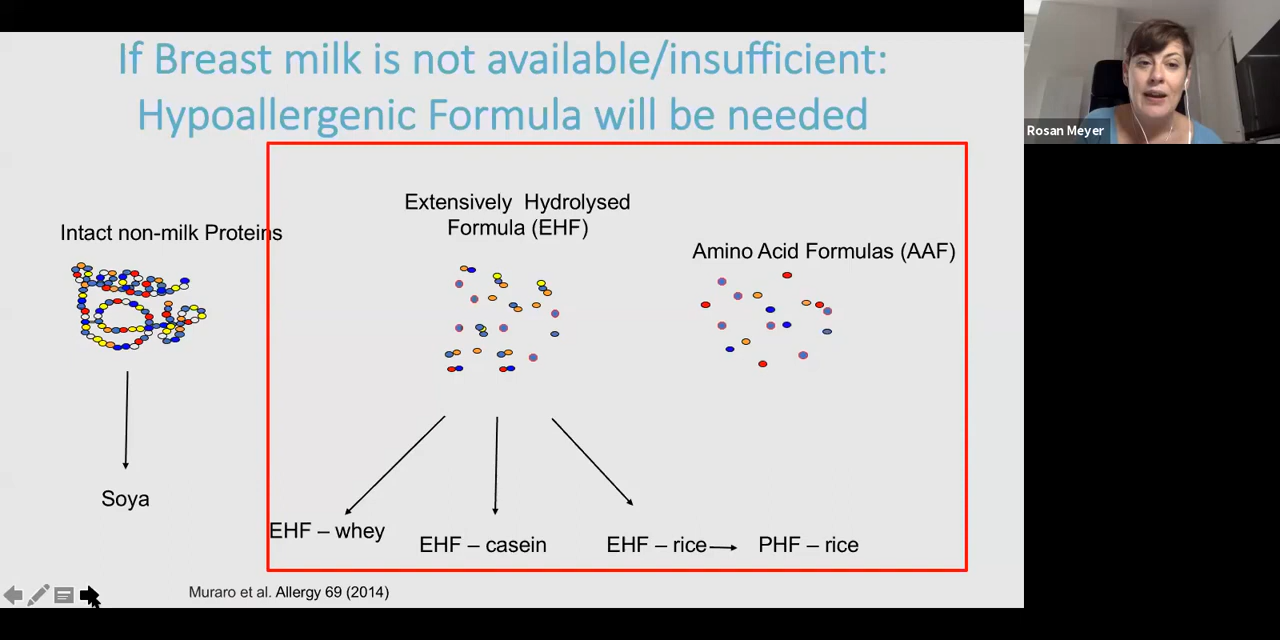 If Breast milk is not available/insufficient:
Hypoallergenic Formula will be needed
Rosan Meyer
Extensively Hydrolysed
Formula (EHF)
Intact non-milk Proteins
Amino Acid Formulas (AAF)
Soya
EHF – whey
EHF – casein
EHF – rice
PHF – rice
Muraro et al. Allergy 69 (2014)